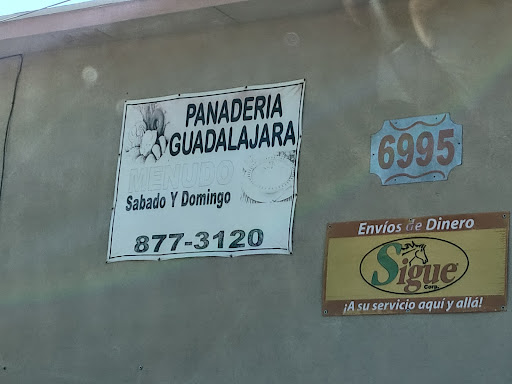 PANADERIA
GUADALAJARA
MENUDO
Sabado Y Domingo
877-3120
6995
Envíos de Dinero
Sigue
Corp.
¡A su servicio aquí y allá!